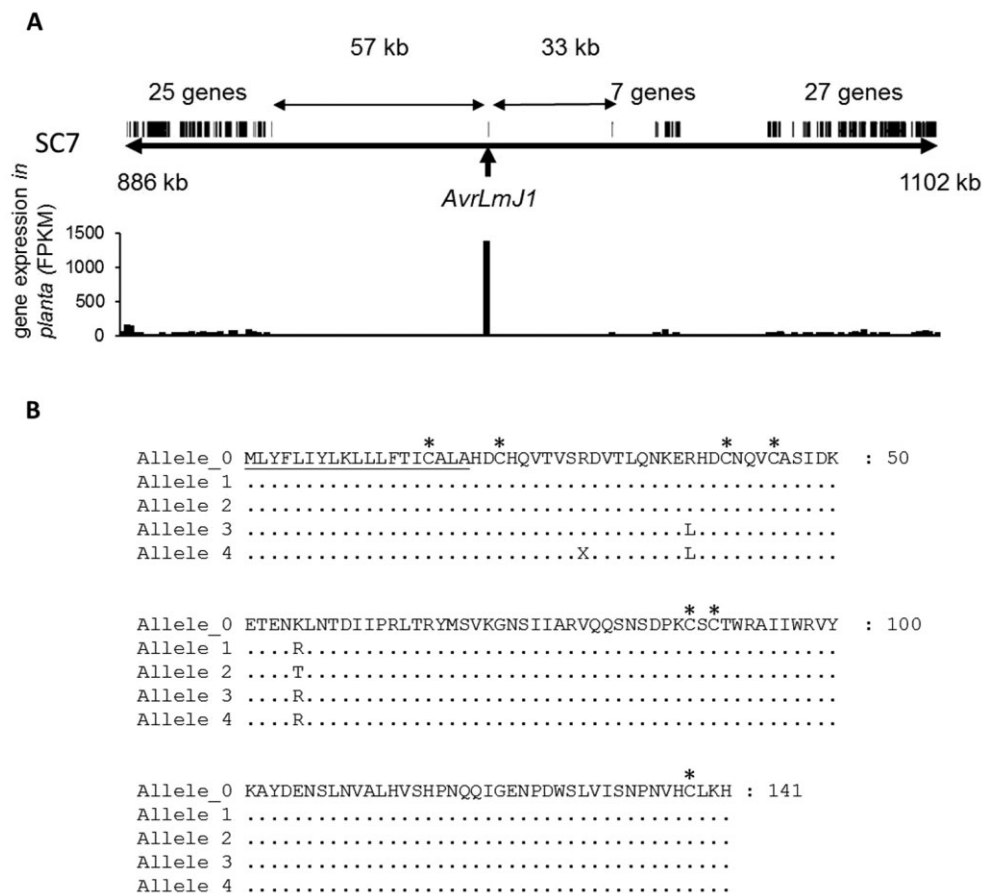 A
57 kb
33 kb
25 genes
7 genes
27 genes
SC7
886 kb
AvrLmJ1
1102 kb
gene expression in
planta (FPKM)
1500
1000
500
0
B
* * * *
Allele_0 MLYFLIYLKLLLFTICALAHDCHQVTVSRDVTLQNKERHDCNQVCASIDK : 50
Allele 1 ..................................................
Allele 2 ..................................................
Allele 3 .....................................L............
Allele 4 ............................X........L............
* *
Allele_0 ETENKLNTDIIPRLTRYMSVKGNSIIARVQQSNSDPKCSCTWRAIIWRVY : 100
Allele 1 ....R.............................................
Allele 2 ....T.............................................
Allele 3 ....R.............................................
Allele 4 ....R.............................................
*
Allele_0 KAYDENSLNVALHVSHPNQQIGENPDWSLVISNPNVHCLKH : 141
Allele 1 .........................................
Allele 2 .........................................
Allele 3 .........................................
Allele 4 .........................................